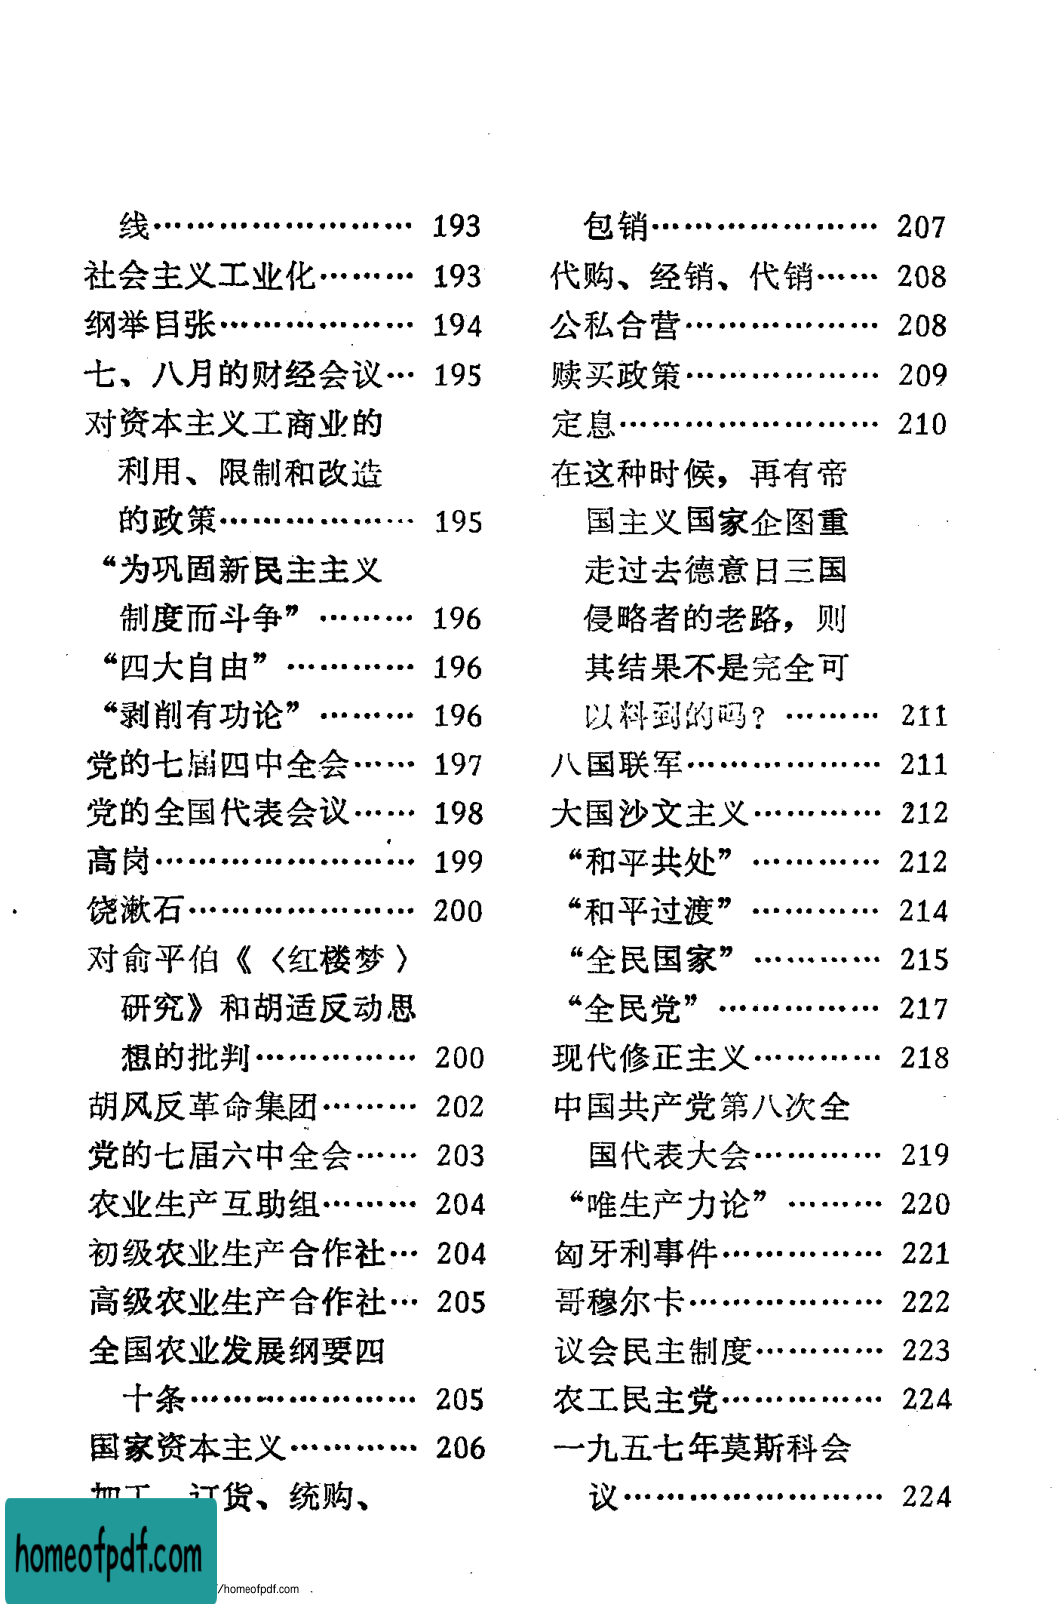 线………………………… 193
社会主义工业化……… 193
纲举目张……………… 194
七、八月的财经会议… 195
对资本主义工商业的
利用、限制和改造
的政策……………… 195
“为巩固新民主主义
制度而斗争” ……… 196
“四大自由” ………… 196
“剥削有功论” ……… 196
党的七届四中全会…… 197
党的全国代表会议…… 198
高岗…………………… 199
饶漱石………………… 200
对俞平伯《〈红楼梦〉
研究》和胡适反动思
想的批判…………… 200
胡风反革命集团……… 202
党的七届六中全会…… 203
农业生产互助组……… 204
初级农业生产合作社… 204
高级农业生产合作社… 205
全国农业发展纲要四
十条………………… 205
国家资本主义………… 206
加工、订货、统购、
包销………………… 207
代购、经销、代销…… 208
公私合营……………… 208
赎买政策……………… 209
定息…………………… 210
在这种时候，再有帝
国主义国家企图重
走过去德意日三国
侵略者的老路，则
其结果不是完全可
以料到的吗？ ……… 211
八国联军……………… 211
大国沙文主义………… 212
“和平共处” ………… 212
“和平过渡” ………… 214
“全民国家” ………… 215
“全民党” …………… 217
现代修正主义………… 218
中国共产党第八次全
国代表大会………… 219
“唯生产力论” ……… 220
匈牙利事件…………… 221
哥穆尔卡……………… 222
议会民主制度………… 223
农工民主党…………… 224
一九五七年莫斯科会
议…………………… 224
homeofpdf.com
/homeofpdf.com